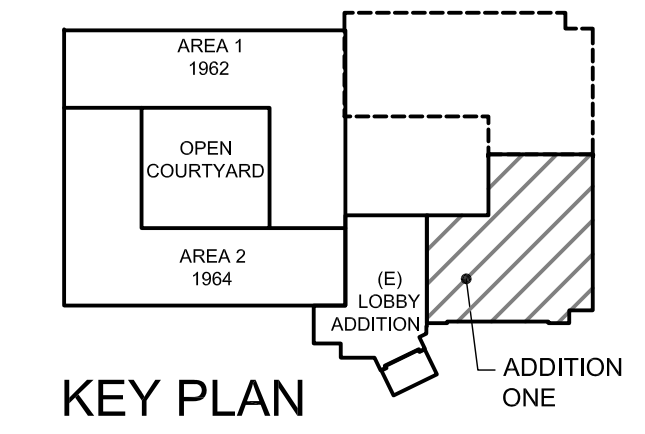 AREA 1
1962
OPEN
COURTYARD
AREA 2
1964
(E)
LOBBY
ADDITION
ADDITION
ONE
KEY PLAN